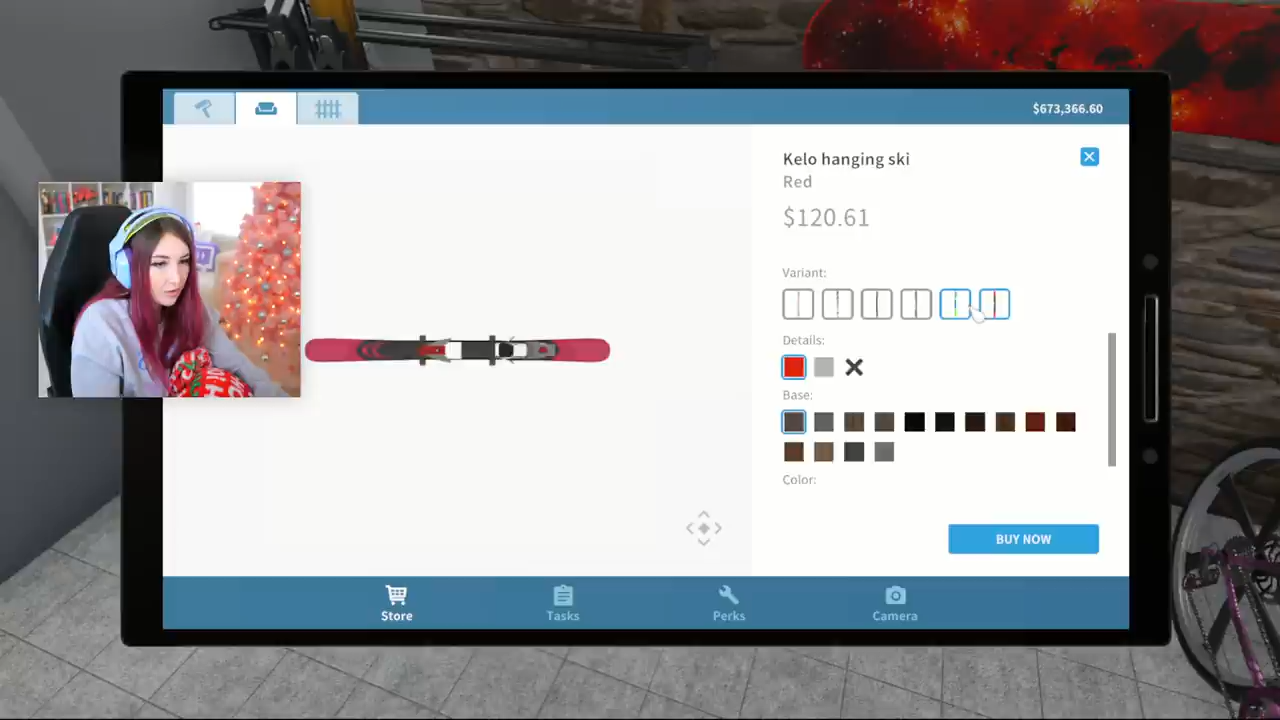 $673,366.60
Kelo hanging ski
Red
$120.61
Variant:
Details:
Base:
Color:
BUY NOW
Store
Tasks
Perks
Camera